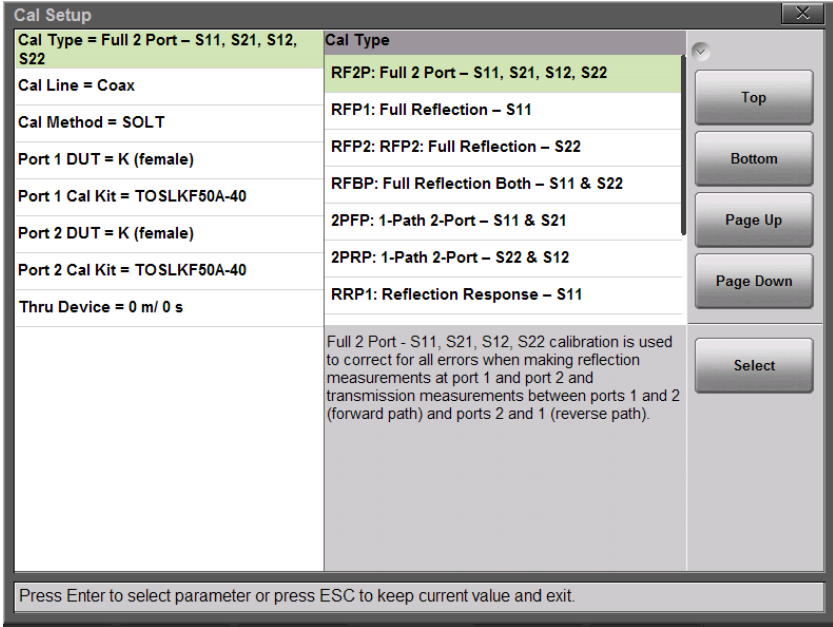 Cal Setup
Cal Type = Full 2 Port – S11, S21, S12,
S22
Cal Line = Coax
Cal Method = SOLT
Port 1 DUT = K (female)
Port 1 Cal Kit = TOSLKF50A-40
Port 2 DUT = K (female)
Port 2 Cal Kit = TOSLKF50A-40
Thru Device = 0 m/ 0 s
Cal Type
RF2P: Full 2 Port – S11, S21, S12, S22
RFP1: Full Reflection – S11
RFP2: RFP2: Full Reflection – S22
RFBP: Full Reflection Both – S11 & S22
2PFP: 1-Path 2-Port – S11 & S21
2PRP: 1-Path 2-Port – S22 & S12
RRP1: Reflection Response – S11
Full 2 Port - S11, S21, S12, S22 calibration is used
to correct for all errors when making reflection
measurements at port 1 and port 2 and
transmission measurements between ports 1 and 2
(forward path) and ports 2 and 1 (reverse path).
Top
Bottom
Page Up
Page Down
Select
Press Enter to select parameter or press ESC to keep current value and exit.